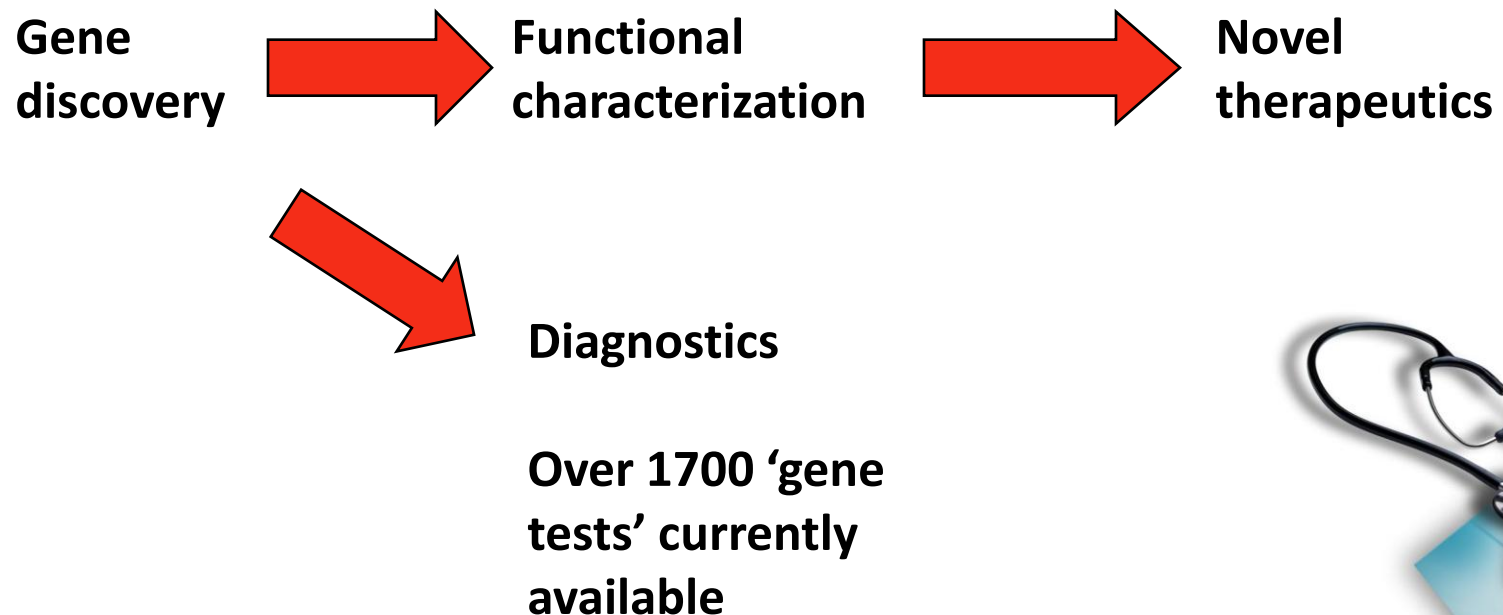 Gene
discovery
Functional
characterization
Novel
therapeutics
Diagnostics
Over 1700 ‘gene
tests’ currently
available